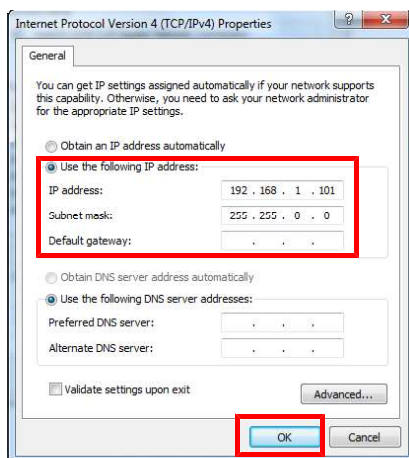 Internet Protocol Version 4 (TCP/IPv4) Properties
General
You can get IP settings assigned automatically if your network supports
this capability. Otherwise, you need to ask your network administrator
for the appropriate IP settings.
Obtain an IP address automatically
Use the following IP address:
IP address: 192 . 168 . 1 . 101
Subnet mask: 255 . 255 . 0 . 0
Default gateway: . . .
Obtain DNS server address automatically
Use the following DNS server addresses:
Preferred DNS server: . . .
Alternate DNS server: . . .
Validate settings upon exit
Advanced...
OK Cancel